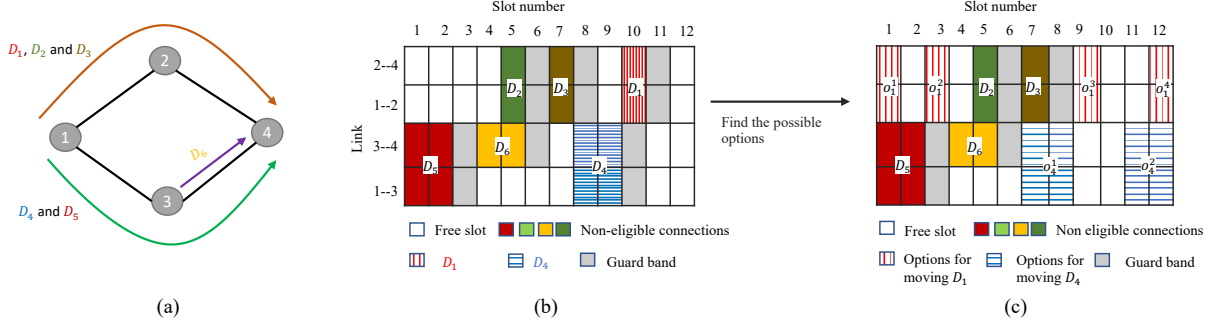 D1, D2 and D3
1
2
3
4
D6
D4 and D5
(a)
Slot number
1 2 3 4 5 6 7 8 9 10 11 12
Link
2--4
1--2
3--4
1--3
D2
D3
D1
D5
D6
D4
Free slot
Non-eligible connections
D1
D4
Guard band
(b)
Find the possible
options
Slot number
1 2 3 4 5 6 7 8 9 10 11 12
o₁¹
o₁²
D2
D3
o₁³
o₁⁴
D5
D6
o₄¹
o₄²
Free slot
Non eligible connections
Options for
moving D1
Options for
moving D4
Guard band
(c)